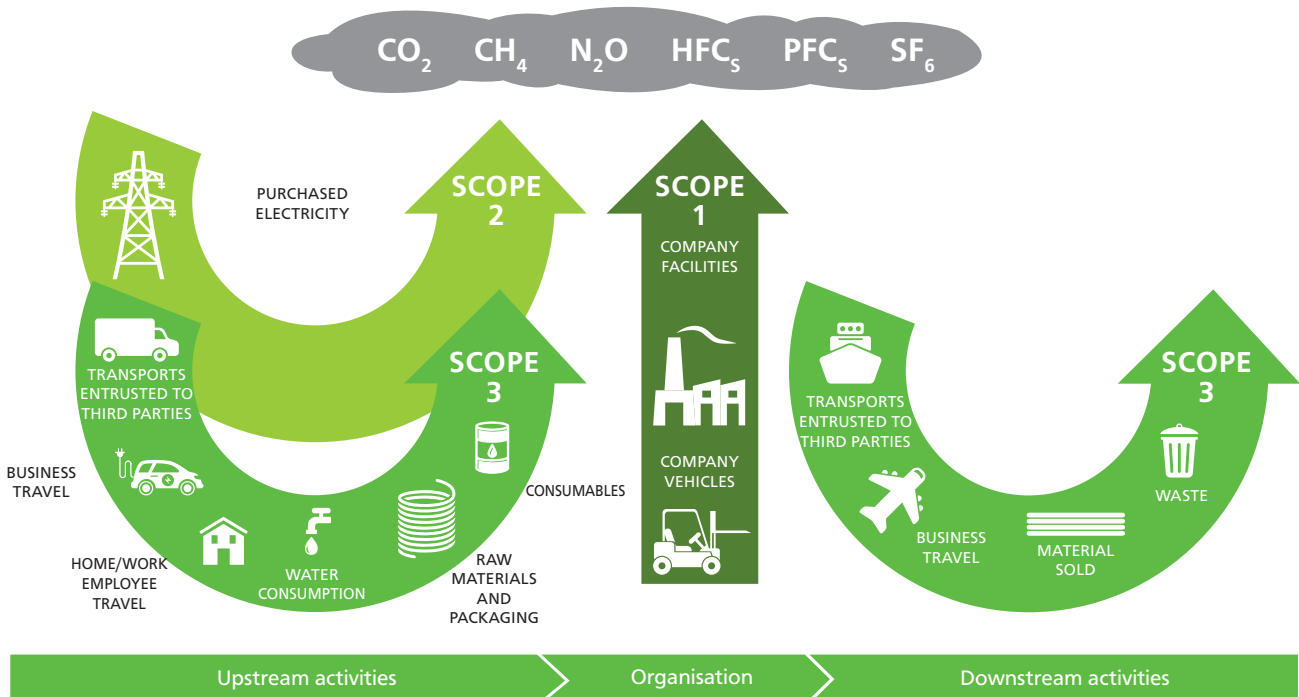 CO₂ CH₄ N₂O HFCₛ PFCₛ SF₆
PURCHASED
ELECTRICITY
SCOPE
2
TRANSPORTS
ENTRUSTED TO
THIRD PARTIES
BUSINESS
TRAVEL
HOME/WORK
EMPLOYEE
TRAVEL
WATER
CONSUMPTION
RAW
MATERIALS
AND
PACKAGING
CONSUMABLES
SCOPE
3
SCOPE
1
COMPANY
FACILITIES
COMPANY
VEHICLES
TRANSPORTS
ENTRUSTED TO
THIRD PARTIES
BUSINESS
TRAVEL
MATERIAL
SOLD
WASTE
SCOPE
3
Upstream activities
Organisation
Downstream activities